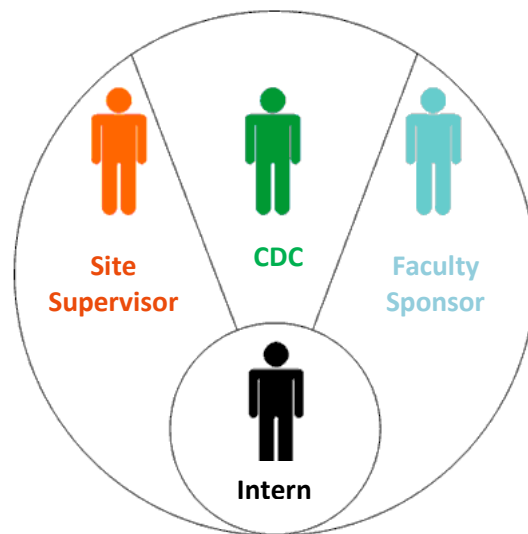 Site
Supervisor
CDC
Faculty
Sponsor
Intern